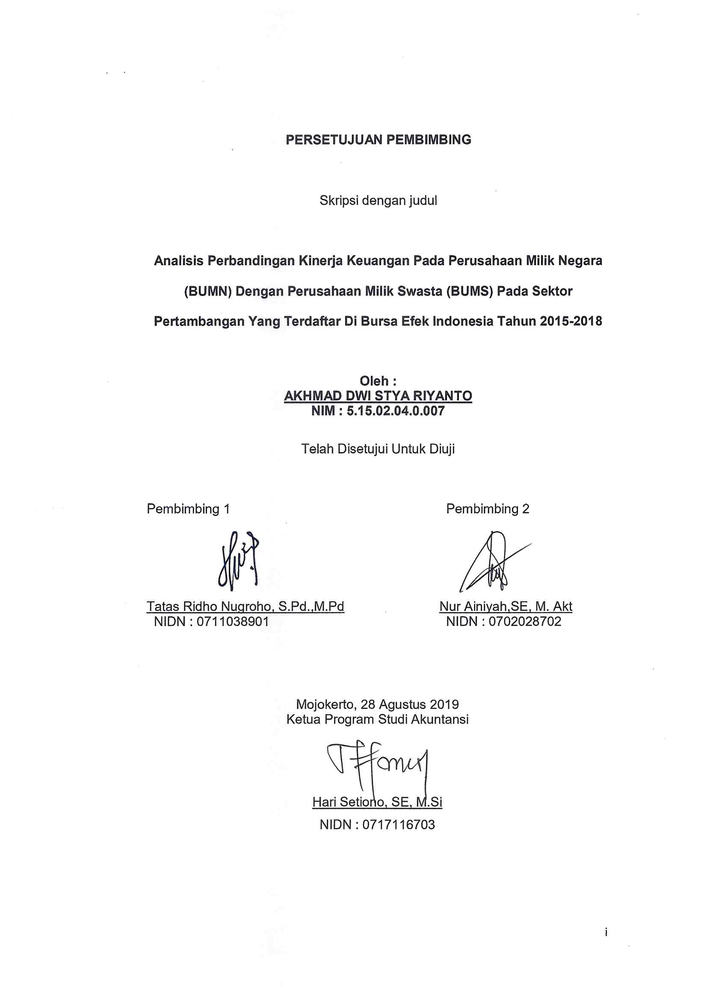 PERSETUJUAN PEMBIMBING
Skripsi dengan judul
Analisis Perbandingan Kinerja Keuangan Pada Perusahaan Milik Negara
(BUMN) Dengan Perusahaan Milik Swasta (BUMS) Pada Sektor
Pertambangan Yang Terdaftar Di Bursa Efek Indonesia Tahun 2015-2018
Oleh :
AKHMAD DWI STYA RIYANTO
NIM : 5.15.02.04.0.007
Telah Disetujui Untuk Diuji
Pembimbing 1
Pembimbing 2
Tatas Ridho Nugroho, S.Pd.,M.Pd
NIDN : 0711038901
Nur Ainiyah,SE, M. Akt
NIDN : 0702028702
Mojokerto, 28 Agustus 2019
Ketua Program Studi Akuntansi
Hari Setiono, SE, M.Si
NIDN : 0717116703
i